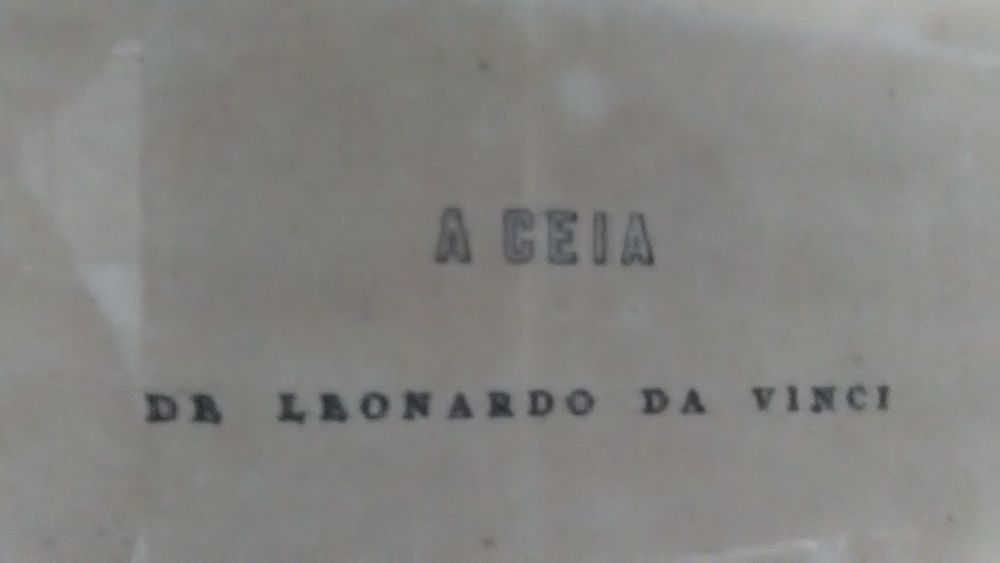 A CEIA
DE LEONARDO DA VINCI